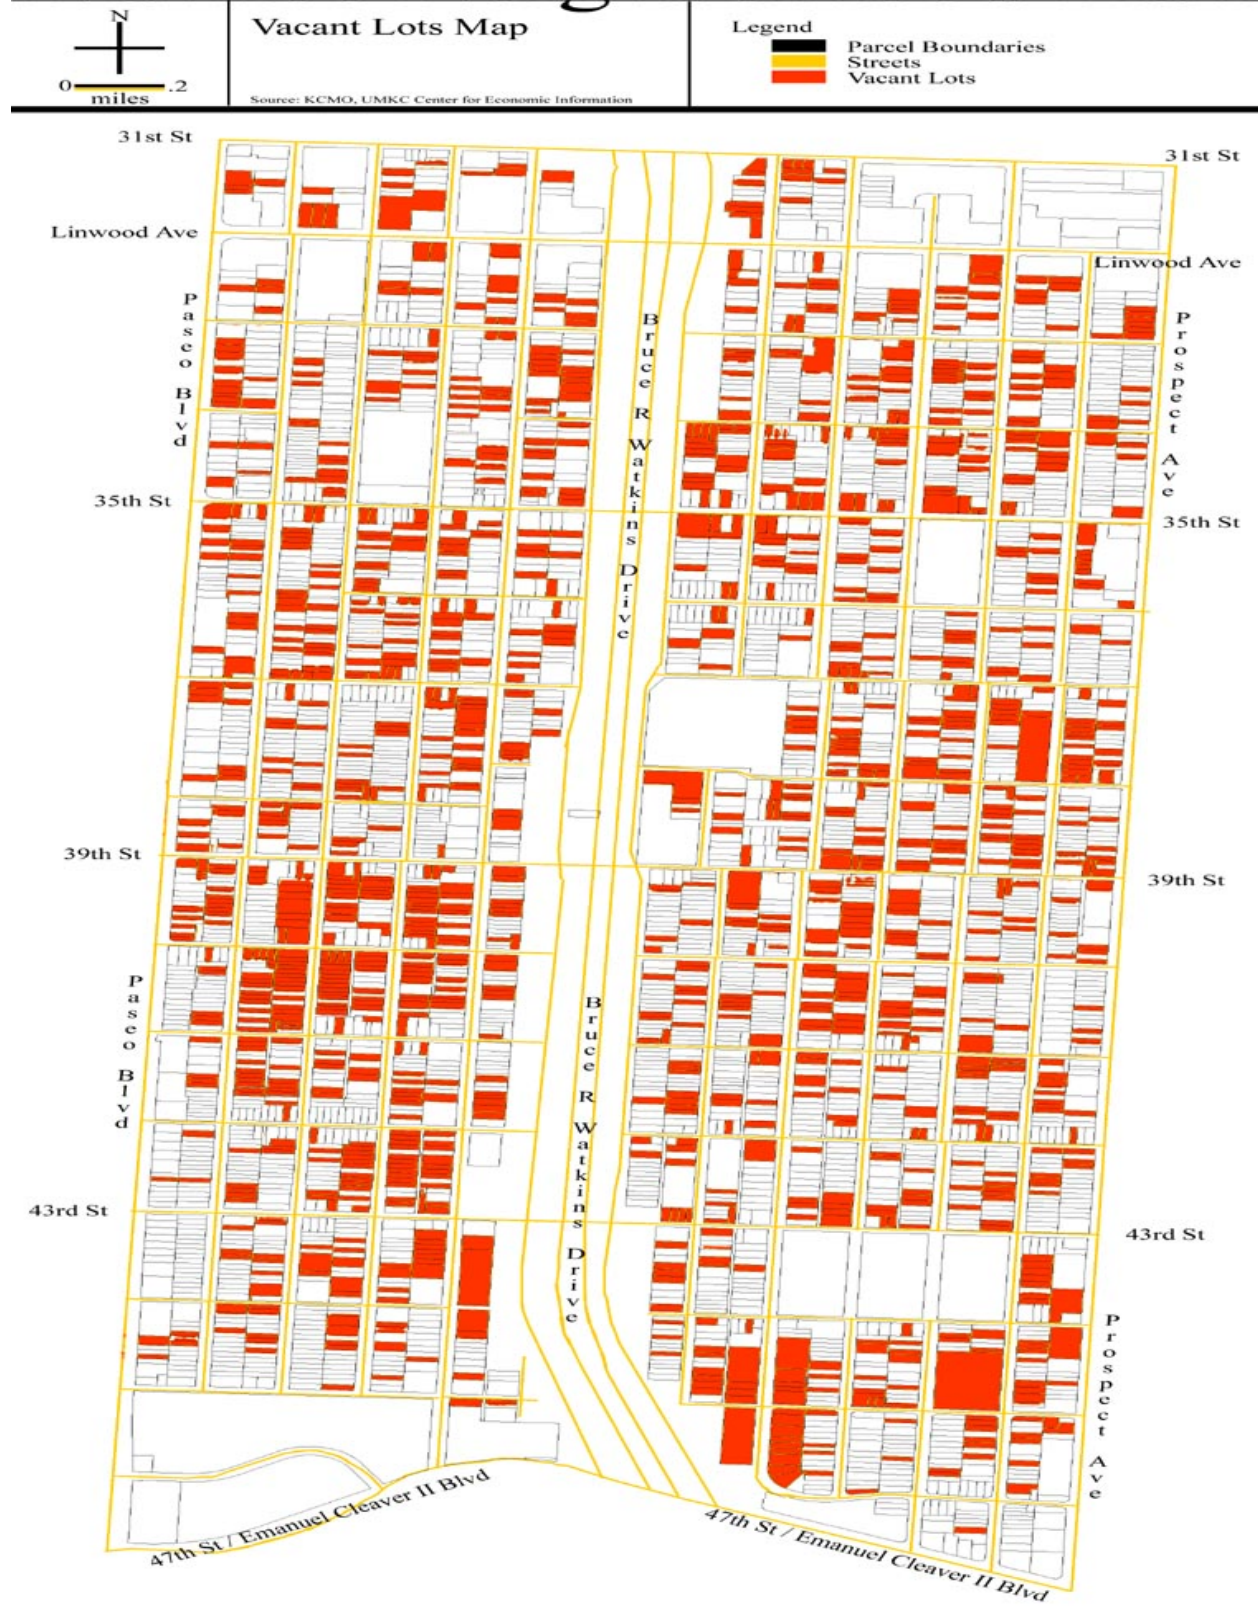 N
0 .2
miles
Vacant Lots Map
Source: KCMO, UMKC Center for Economic Information
Legend
Parcel Boundaries
Streets
Vacant Lots
31st St
31st St
Linwood Ave
Linwood Ave
Paseo Blvd
Bruce R Watkins Drive
Prospect Ave
35th St
35th St
39th St
39th St
Paseo Blvd
Bruce R Watkins Drive
43rd St
43rd St
Prospect Ave
47th St / Emanuel Cleaver II Blvd
47th St / Emanuel Cleaver II Blvd